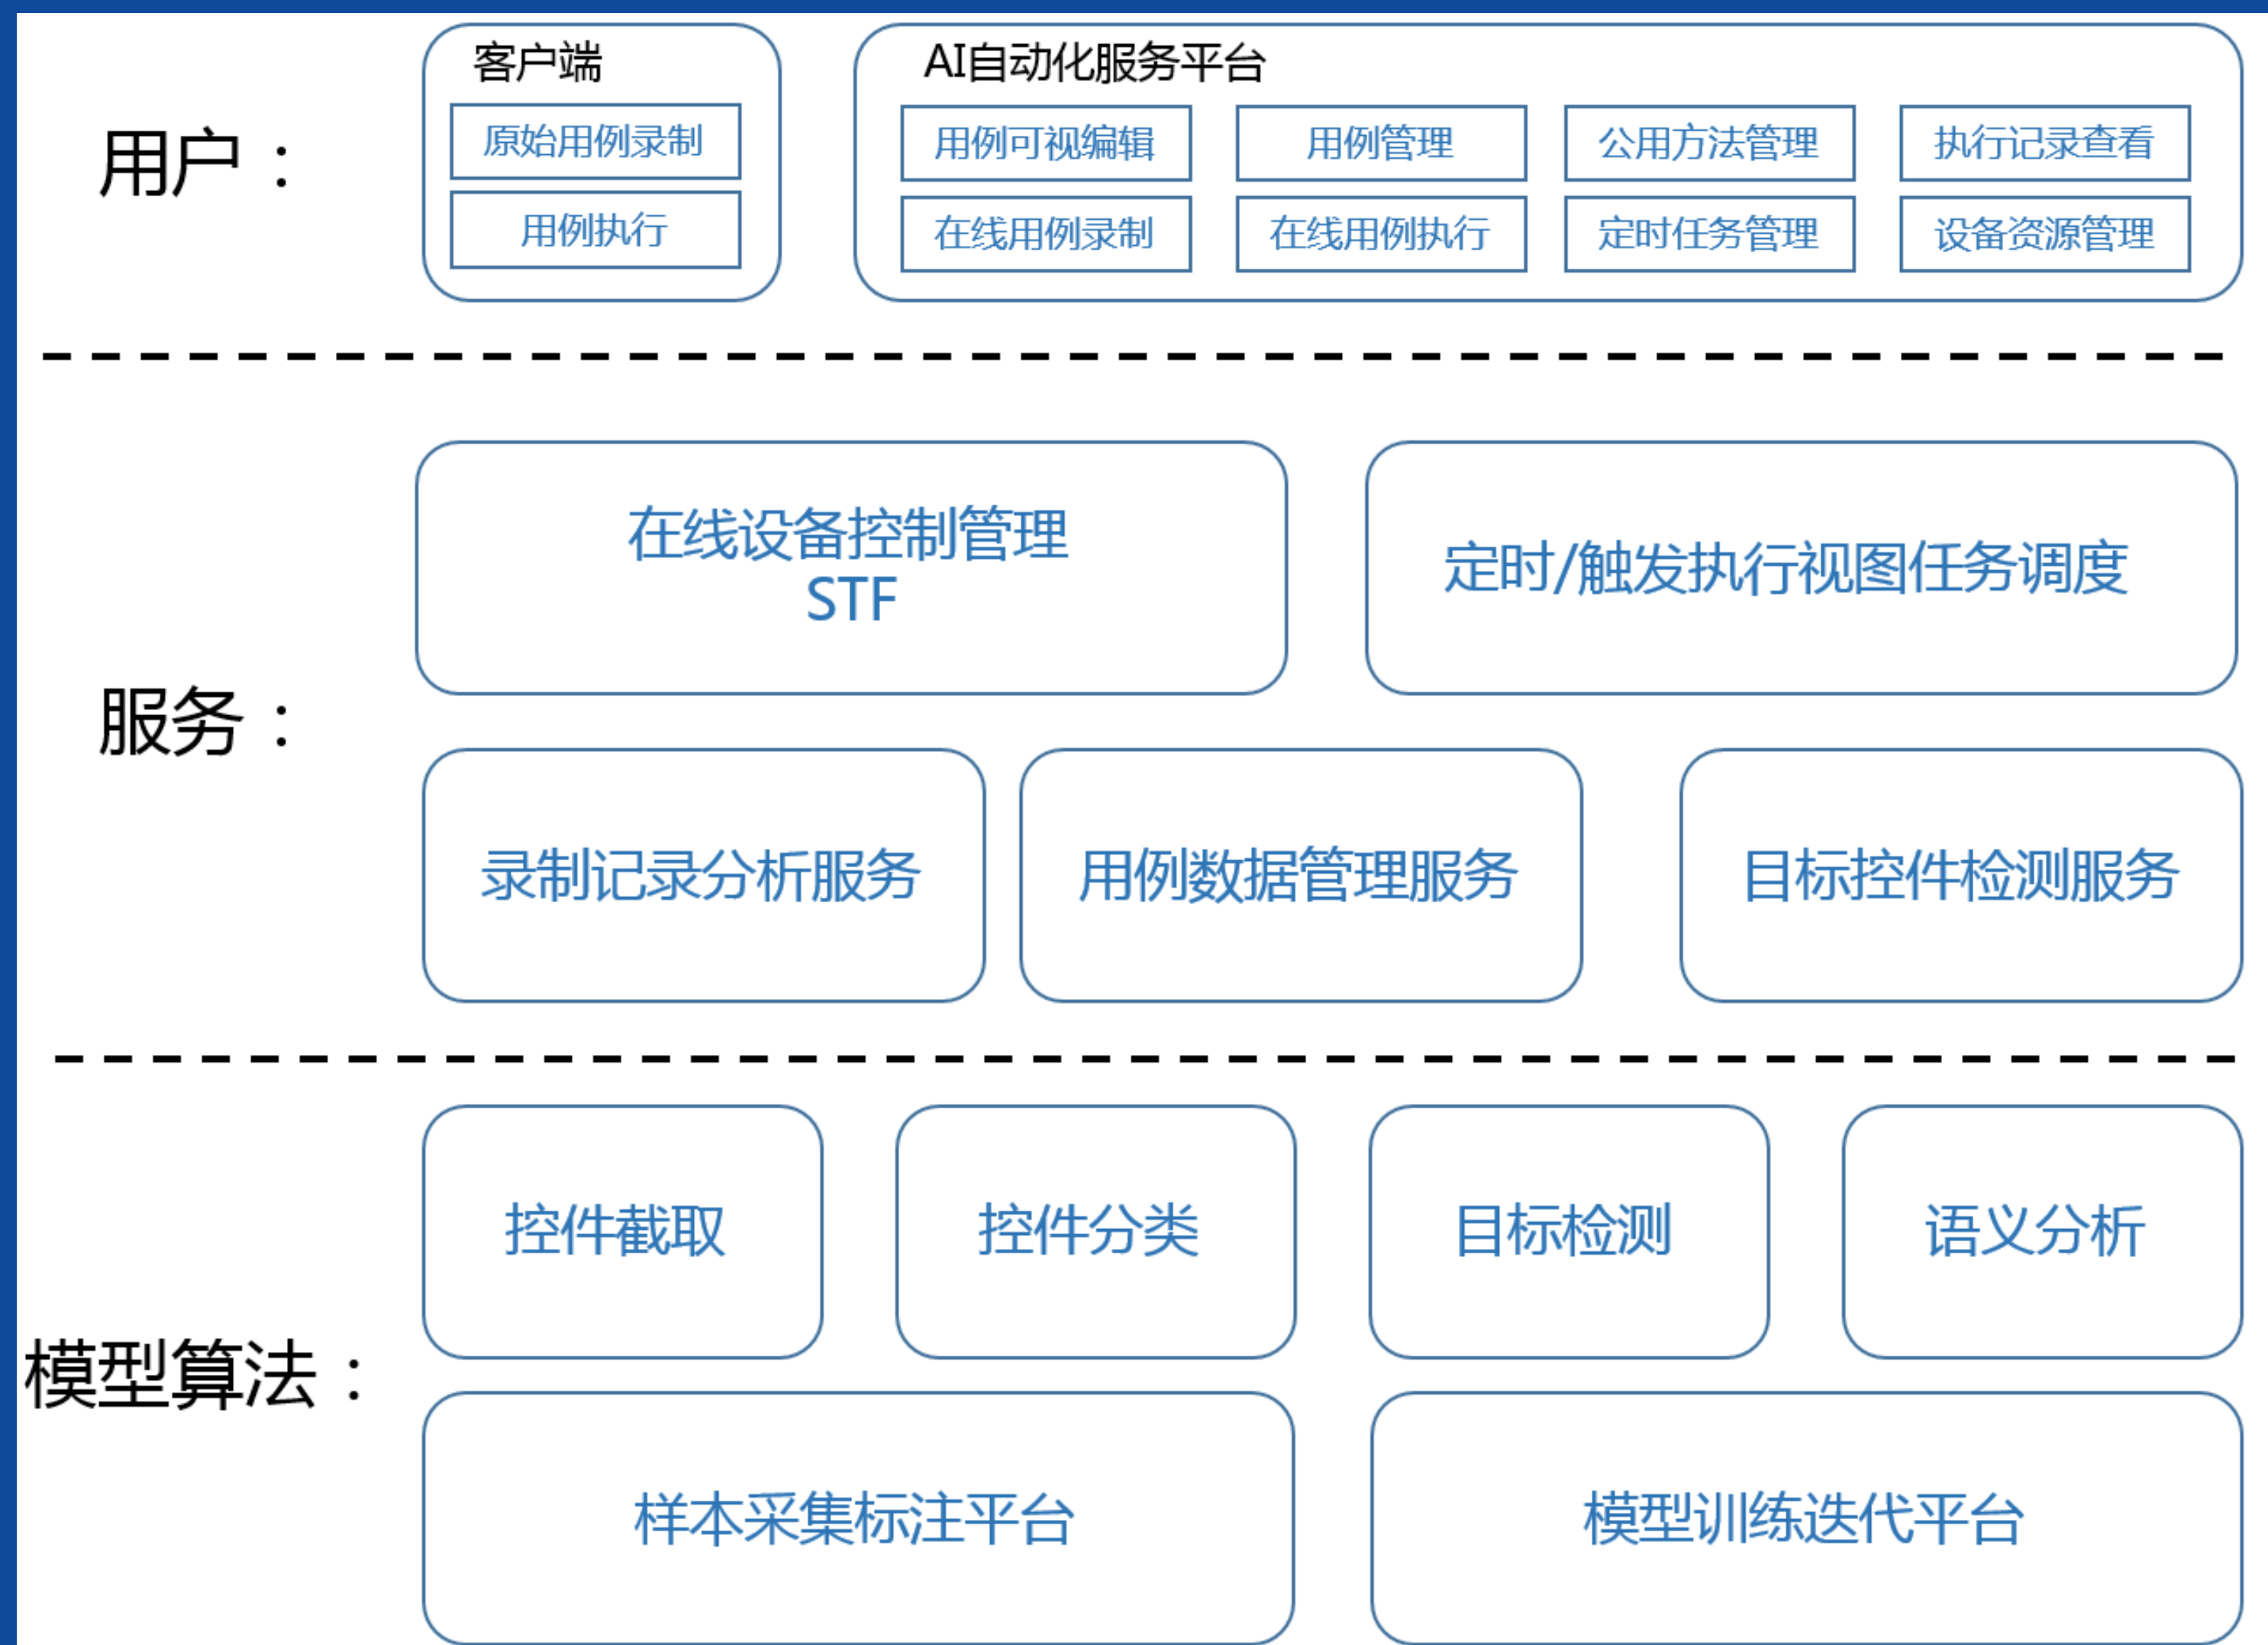 客户端
AI自动化服务平台
用户：
原始用例录制
用例可视编辑
用例管理
公用方法管理
执行记录查看
用例执行
在线用例录制
在线用例执行
定时任务管理
设备资源管理
服务：
在线设备控制管理
STF
定时/触发执行视图任务调度
录制记录分析服务
用例数据管理服务
目标控件检测服务
模型算法：
控件截取
控件分类
目标检测
语义分析
样本采集标注平台
模型训练迭代平台